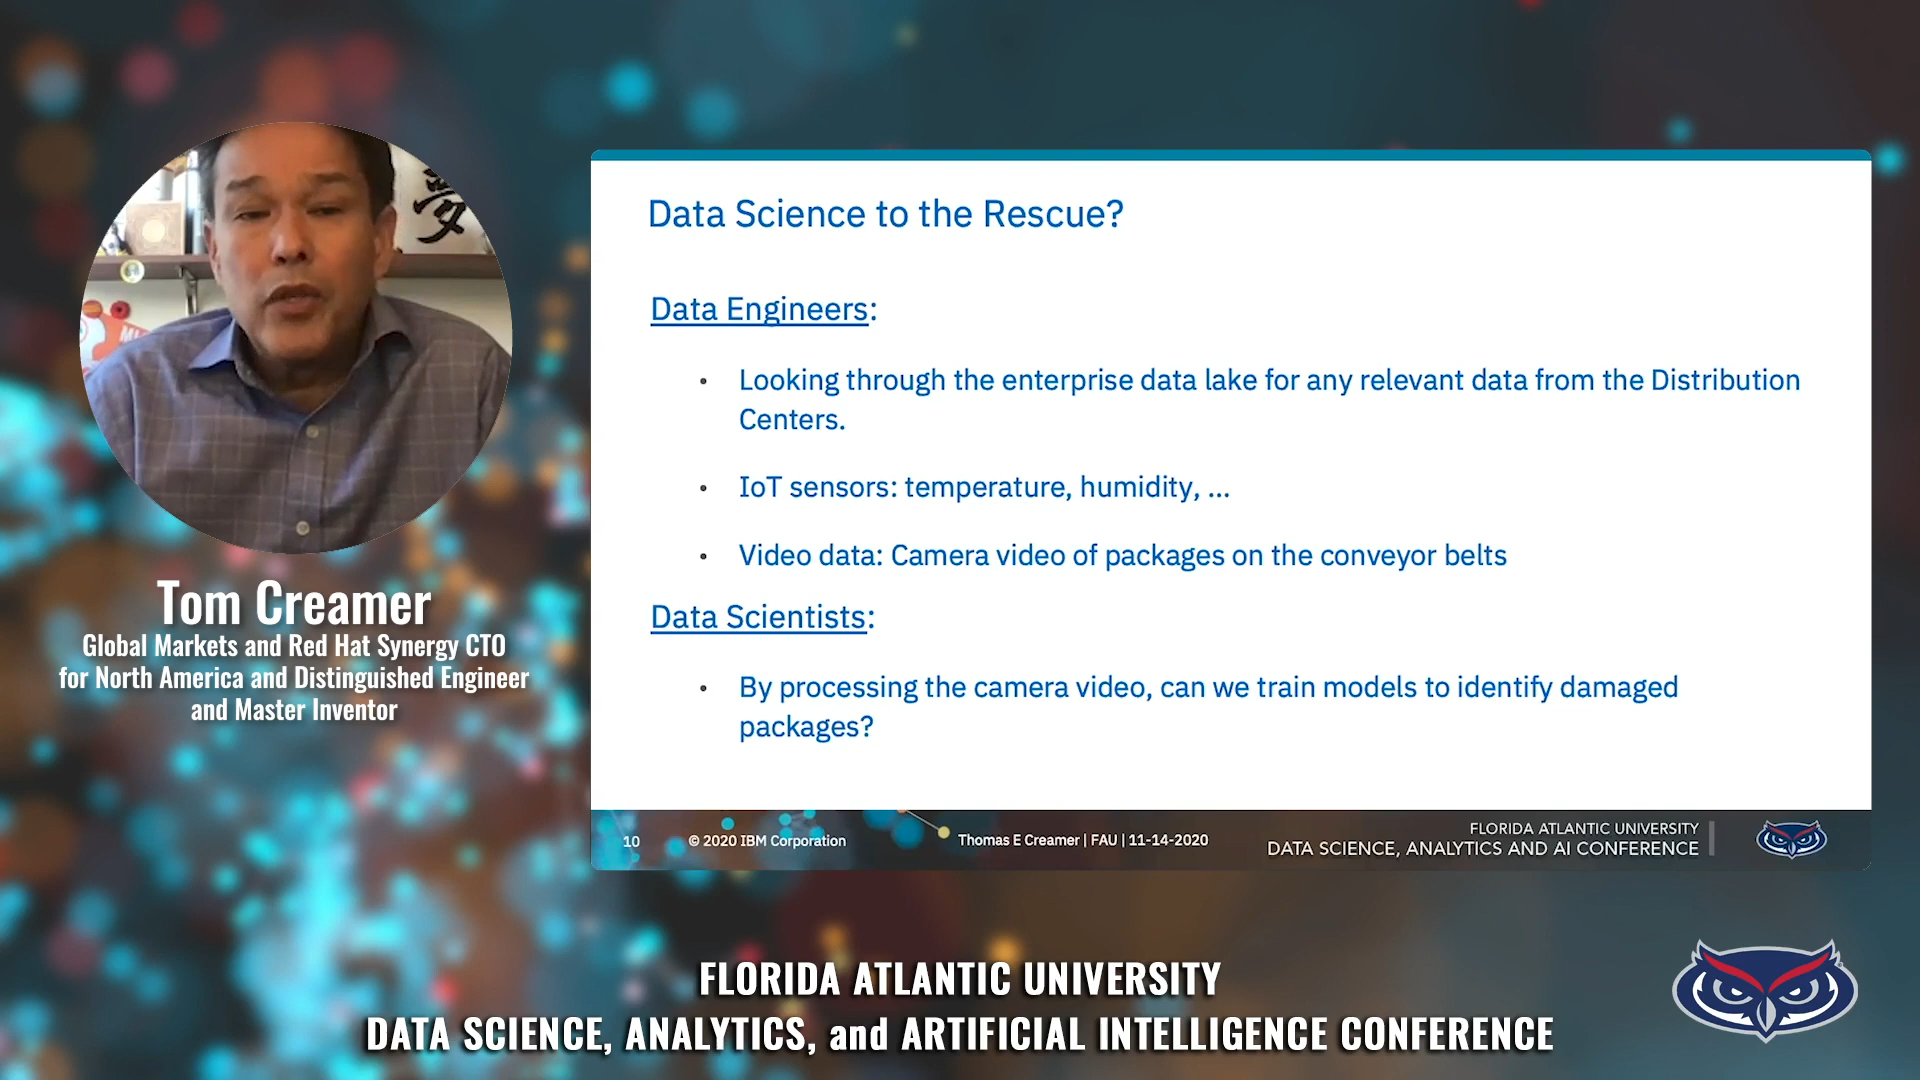 夢
Tom Creamer
Global Markets and Red Hat Synergy CTO
for North America and Distinguished Engineer
and Master Inventor
Data Science to the Rescue?
Data Engineers:
• Looking through the enterprise data lake for any relevant data from the Distribution
Centers.
• IoT sensors: temperature, humidity, ...
• Video data: Camera video of packages on the conveyor belts
Data Scientists:
• By processing the camera video, can we train models to identify damaged
packages?
10
© 2020 IBM Corporation
Thomas E Creamer | FAU | 11-14-2020
FLORIDA ATLANTIC UNIVERSITY
DATA SCIENCE, ANALYTICS AND AI CONFERENCE
FLORIDA ATLANTIC UNIVERSITY
DATA SCIENCE, ANALYTICS, and ARTIFICIAL INTELLIGENCE CONFERENCE